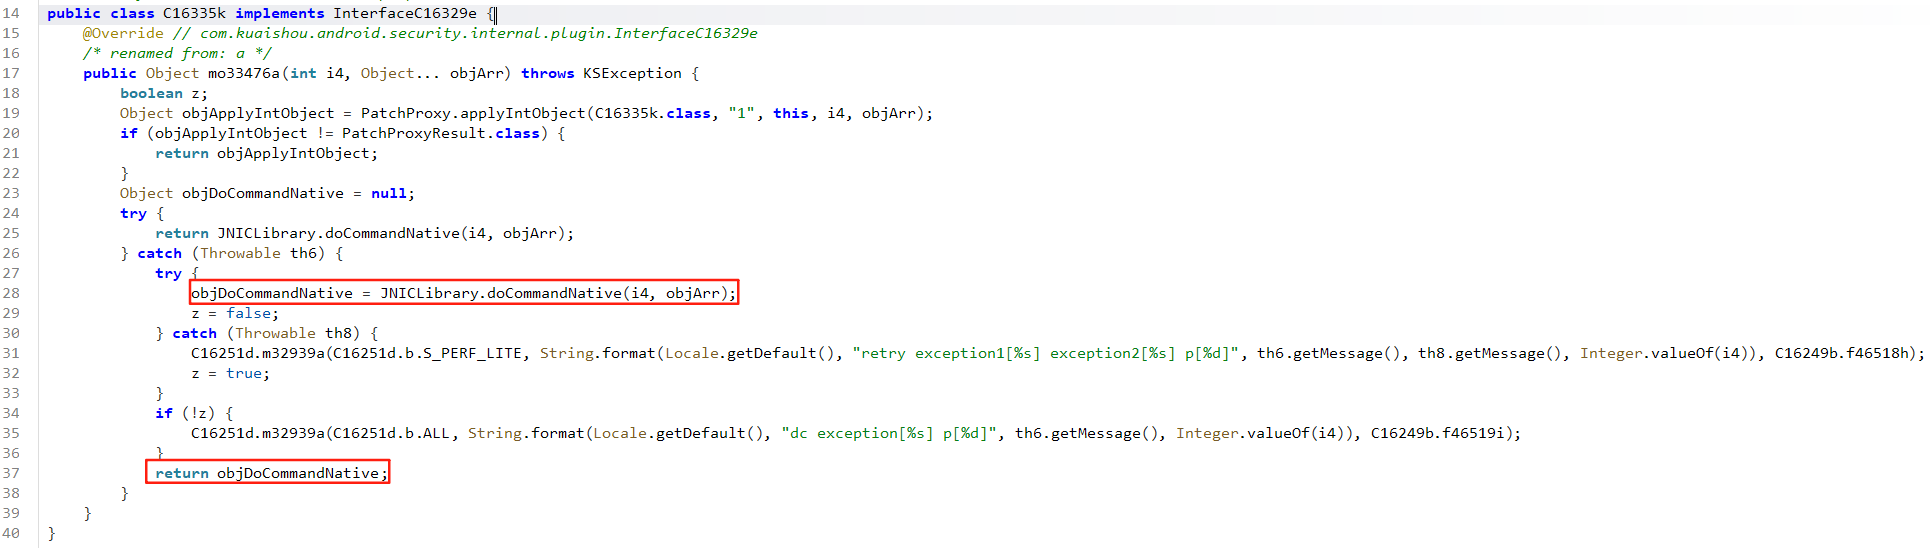 14 public class C16335k implements InterfaceC16329e {
15     @Override // com.kuaishou.android.security.internal.plugin.InterfaceC16329e
16     /* renamed from: a */
17     public Object mo33476a(int i4, Object... objArr) throws KSException {
18         boolean z;
19         Object objApplyIntObject = PatchProxy.applyIntObject(C16335k.class, "1", this, i4, objArr);
20         if (objApplyIntObject != PatchProxyResult.class) {
21             return objApplyIntObject;
22         }
23         Object objDoCommandNative = null;
24         try {
25             return JNICLibrary.doCommandNative(i4, objArr);
26         } catch (Throwable th6) {
27             try {
28                 objDoCommandNative = JNICLibrary.doCommandNative(i4, objArr);
29                 z = false;
30             } catch (Throwable th8) {
31                 C16251d.m32939a(C16251d.b.S_PERF_LITE, String.format(Locale.getDefault(), "retry exception1[%s] exception2[%s] p[%d]", th6.getMessage(), th8.getMessage(), Integer.valueOf(i4)), C16249b.f46518h);
32                 z = true;
33             }
34             if (!z) {
35                 C16251d.m32939a(C16251d.b.ALL, String.format(Locale.getDefault(), "dc exception[%s] p[%d]", th6.getMessage(), Integer.valueOf(i4)), C16249b.f46519i);
36             }
37             return objDoCommandNative;
38         }
39     }
40 }